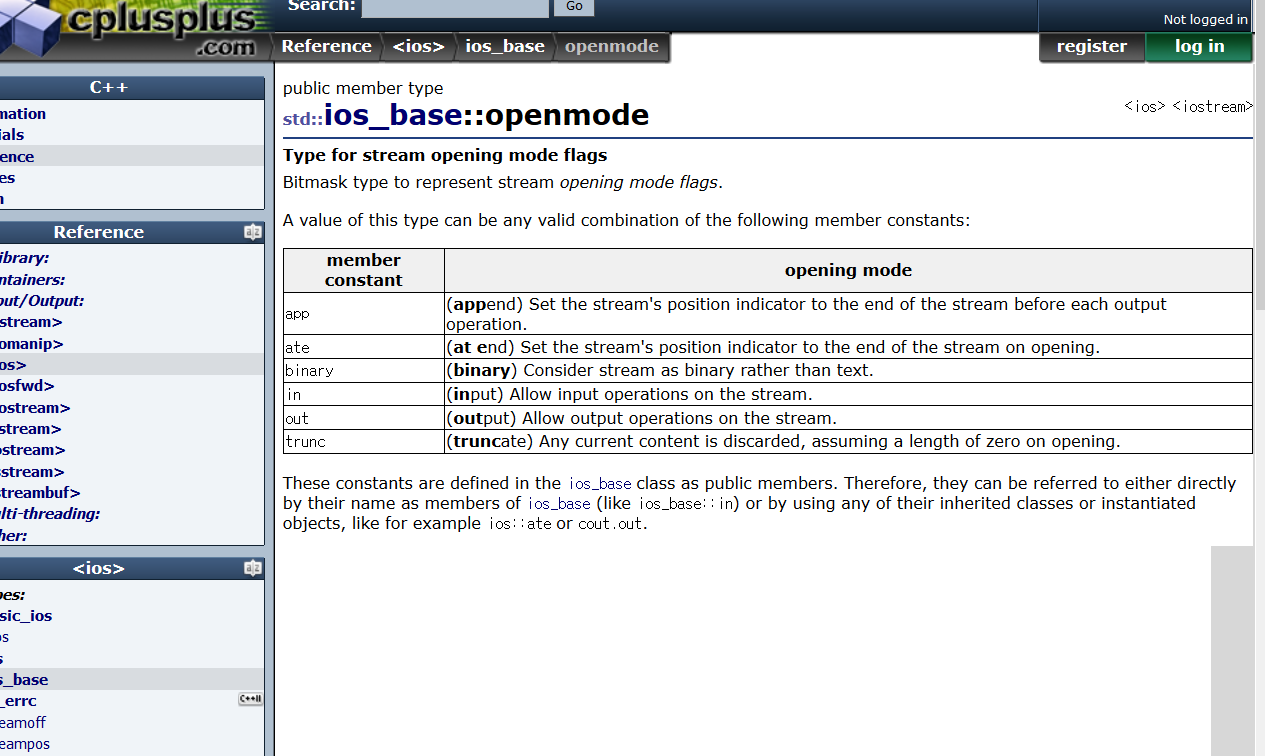 cplusplus
.com
Search:
Go
Not logged in
Reference
<ios>
ios_base
openmode
register
log in
C++
mation
ials
ence
es
n
Reference
ibrary:
ntainers:
put/Output:
stream>
omanip>
os>
osfwd>
ostream>
stream>
ostream>
sstream>
treambuf>
lti-threading:
her:
<ios>
pes:
sic_ios
os
s
s_base
_errc
C++11
eamoff
eampos
public member type
std::ios_base::openmode
<ios> <iostream>
Type for stream opening mode flags
Bitmask type to represent stream opening mode flags.
A value of this type can be any valid combination of the following member constants:
member
constant
opening mode
app
(append) Set the stream's position indicator to the end of the stream before each output
operation.
ate
(at end) Set the stream's position indicator to the end of the stream on opening.
binary
(binary) Consider stream as binary rather than text.
in
(input) Allow input operations on the stream.
out
(output) Allow output operations on the stream.
trunc
(truncate) Any current content is discarded, assuming a length of zero on opening.
These constants are defined in the ios_base class as public members. Therefore, they can be referred to either directly
by their name as members of ios_base (like ios_base::in) or by using any of their inherited classes or instantiated
objects, like for example ios::ate or cout.out.